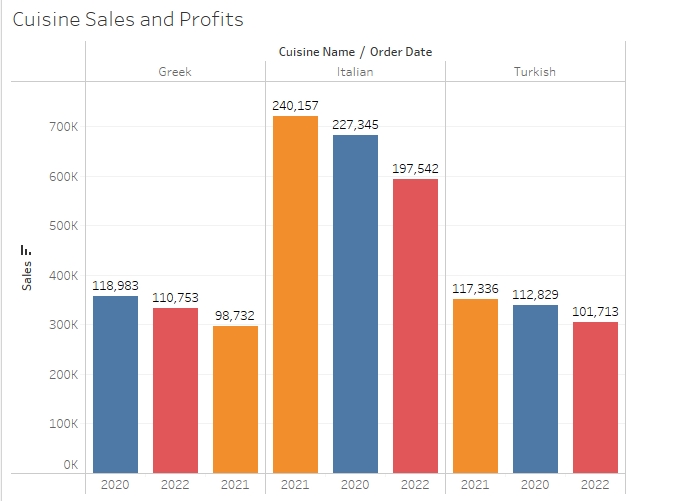 Cuisine Sales and Profits
Cuisine Name / Order Date
Greek Italian Turkish
Sales
700K
600K
500K
400K
300K
200K
100K
0K
118,983
110,753
98,732
240,157
227,345
197,542
117,336
112,829
101,713
2020 2022 2021 2021 2020 2022 2021 2020 2022